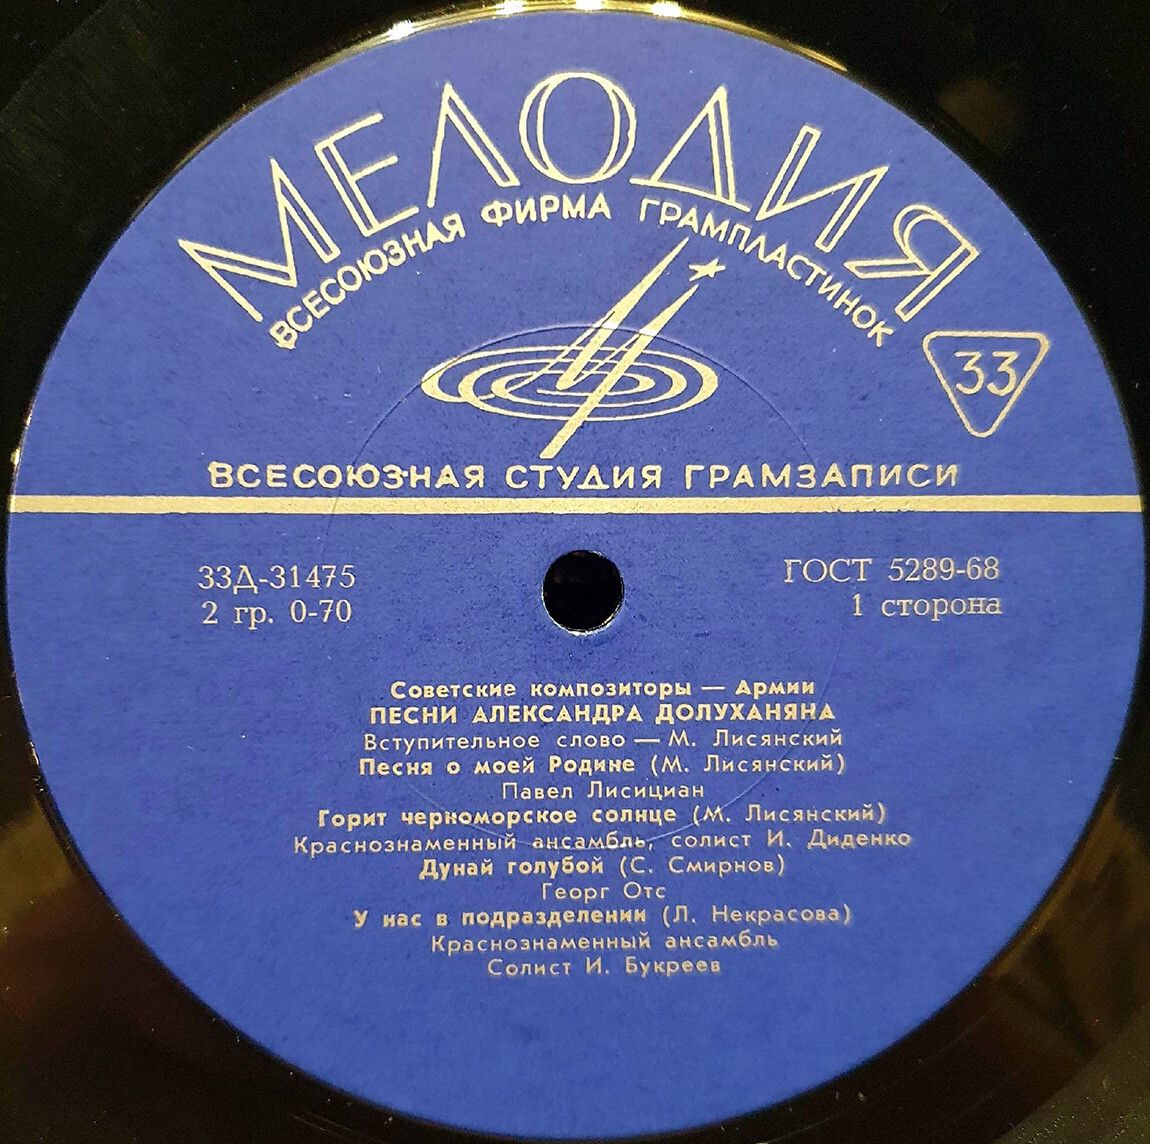 МЕЛОДИЯ
ВСЕСОЮЗНАЯ ФИРМА ГРАМПЛАСТИНОК
33
ВСЕСОЮЗНАЯ СТУДИЯ ГРАМЗАПИСИ
33Д-31475
ГОСТ 5289-68
2 гр. 0-70
1 сторона
Советские композиторы — Армии
ПЕСНИ АЛЕКСАНДРА ДОЛУХАНЯНА
Вступительное слово — М. Лисянский
Песня о моей Родине (М. Лисянский)
Павел Лисициан
Горит черноморское солнце (М. Лисянский)
Краснознаменный ансамбль, солист И. Диденко
Дунай голубой (С. Смирнов)
Георг Отс
У нас в подразделении (Л. Некрасова)
Краснознаменный ансамбль
Солист И. Букреев